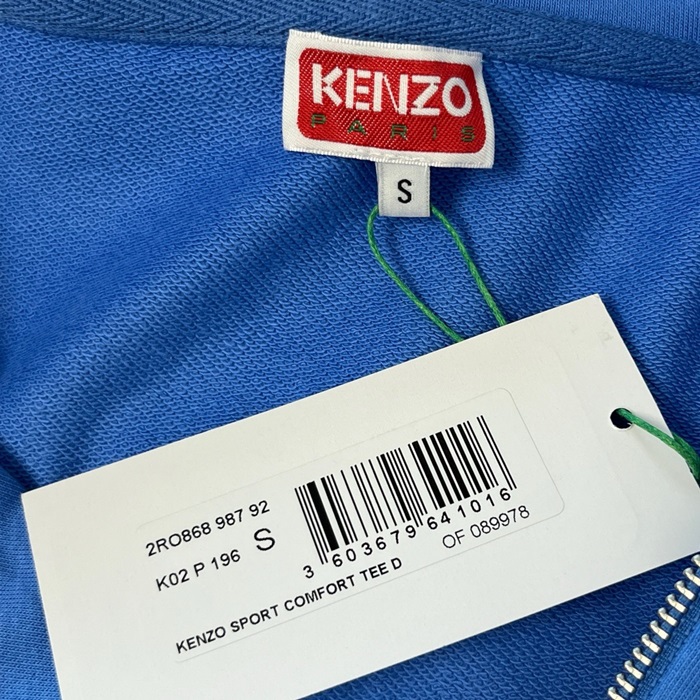 KENZO
PARIS
S
2RO868 987 92
K02 P 196 S
3 603679 641016
OF 089978
KENZO SPORT COMFORT TEE D